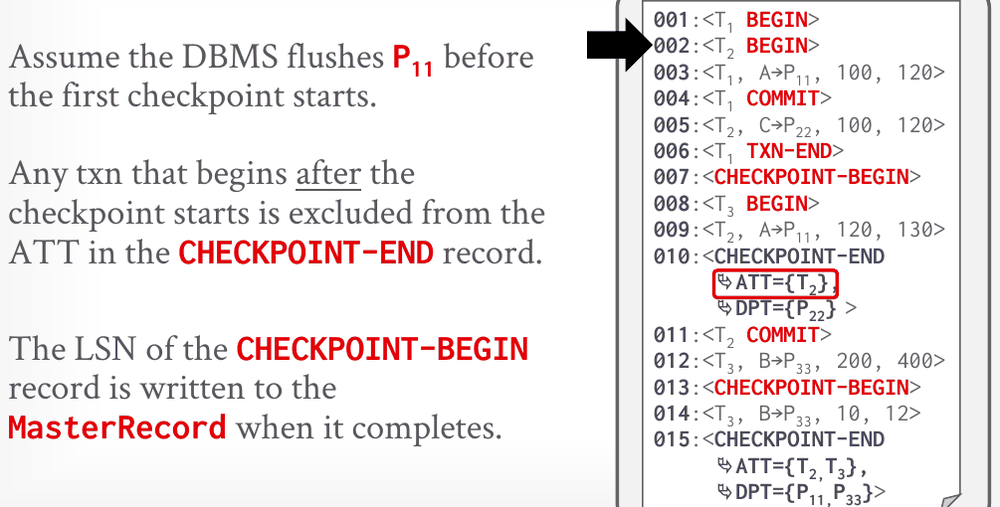 Assume the DBMS flushes P₁₁ before
the first checkpoint starts.
Any txn that begins after the
checkpoint starts is excluded from the
ATT in the CHECKPOINT-END record.
The LSN of the CHECKPOINT-BEGIN
record is written to the
MasterRecord when it completes.
001:<T₁ BEGIN>
002:<T₂ BEGIN>
003:<T₁, A→P₁₁, 100, 120>
004:<T₁ COMMIT>
005:<T₂, C→P₂₂, 100, 120>
006:<T₁ TXN-END>
007:<CHECKPOINT-BEGIN>
008:<T₃ BEGIN>
009:<T₂, A→P₁₁, 120, 130>
010:<CHECKPOINT-END
↳ATT={T₂},
↳DPT={P₂₂} >
011:<T₂ COMMIT>
012:<T₃, B→P₃₃, 200, 400>
013:<CHECKPOINT-BEGIN>
014:<T₃, B→P₃₃, 10, 12>
015:<CHECKPOINT-END
↳ATT={T₂,T₃},
↳DPT={P₁₁,P₃₃}>